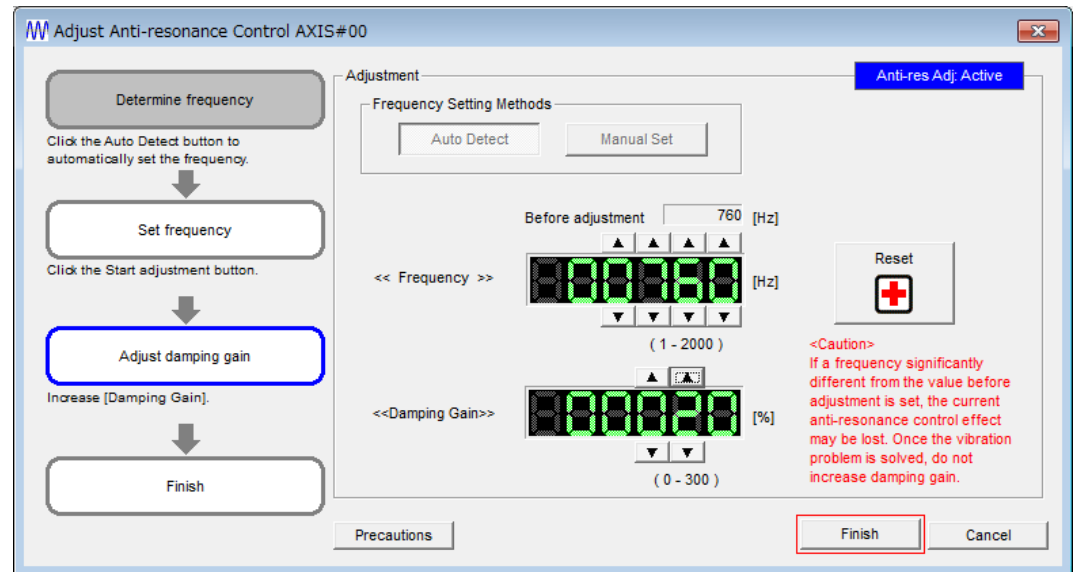 Adjust Anti-resonance Control AXIS#00
Determine frequency
Click the Auto Detect button to
automatically set the frequency.
Set frequency
Click the Start adjustment button.
Adjust damping gain
Increase [Damping Gain].
Finish
Adjustment
Anti-res Adj: Active
Frequency Setting Methods
Auto Detect
Manual Set
Before adjustment 760 [Hz]
<< Frequency >> 00760 [Hz]
( 1 - 2000 )
<<Damping Gain>> 00020 [%]
( 0 - 300 )
Reset
<Caution>
If a frequency significantly
different from the value before
adjustment is set, the current
anti-resonance control effect
may be lost. Once the vibration
problem is solved, do not
increase damping gain.
Precautions
Finish
Cancel